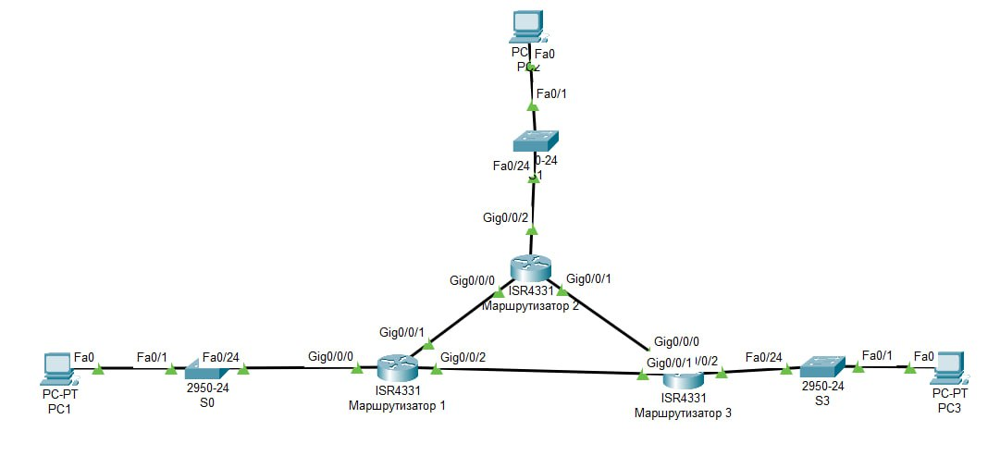 PC
Fa0
PC2
Fa0/1
Fa0/24
0-24
Gig0/0/2
Gig0/0/0
Gig0/0/1
ISR4331
Маршрутизатор 2
Gig0/0/1
Gig0/0/0
Fa0
Fa0/1
Fa0/24
Gig0/0/0
Gig0/0/2
Gig0/0/1
0/2
Fa0/24
Fa0/1
Fa0
PC-PT
PC1
2950-24
S0
ISR4331
Маршрутизатор 1
ISR4331
Маршрутизатор 3
2950-24
S3
PC-PT
PC3